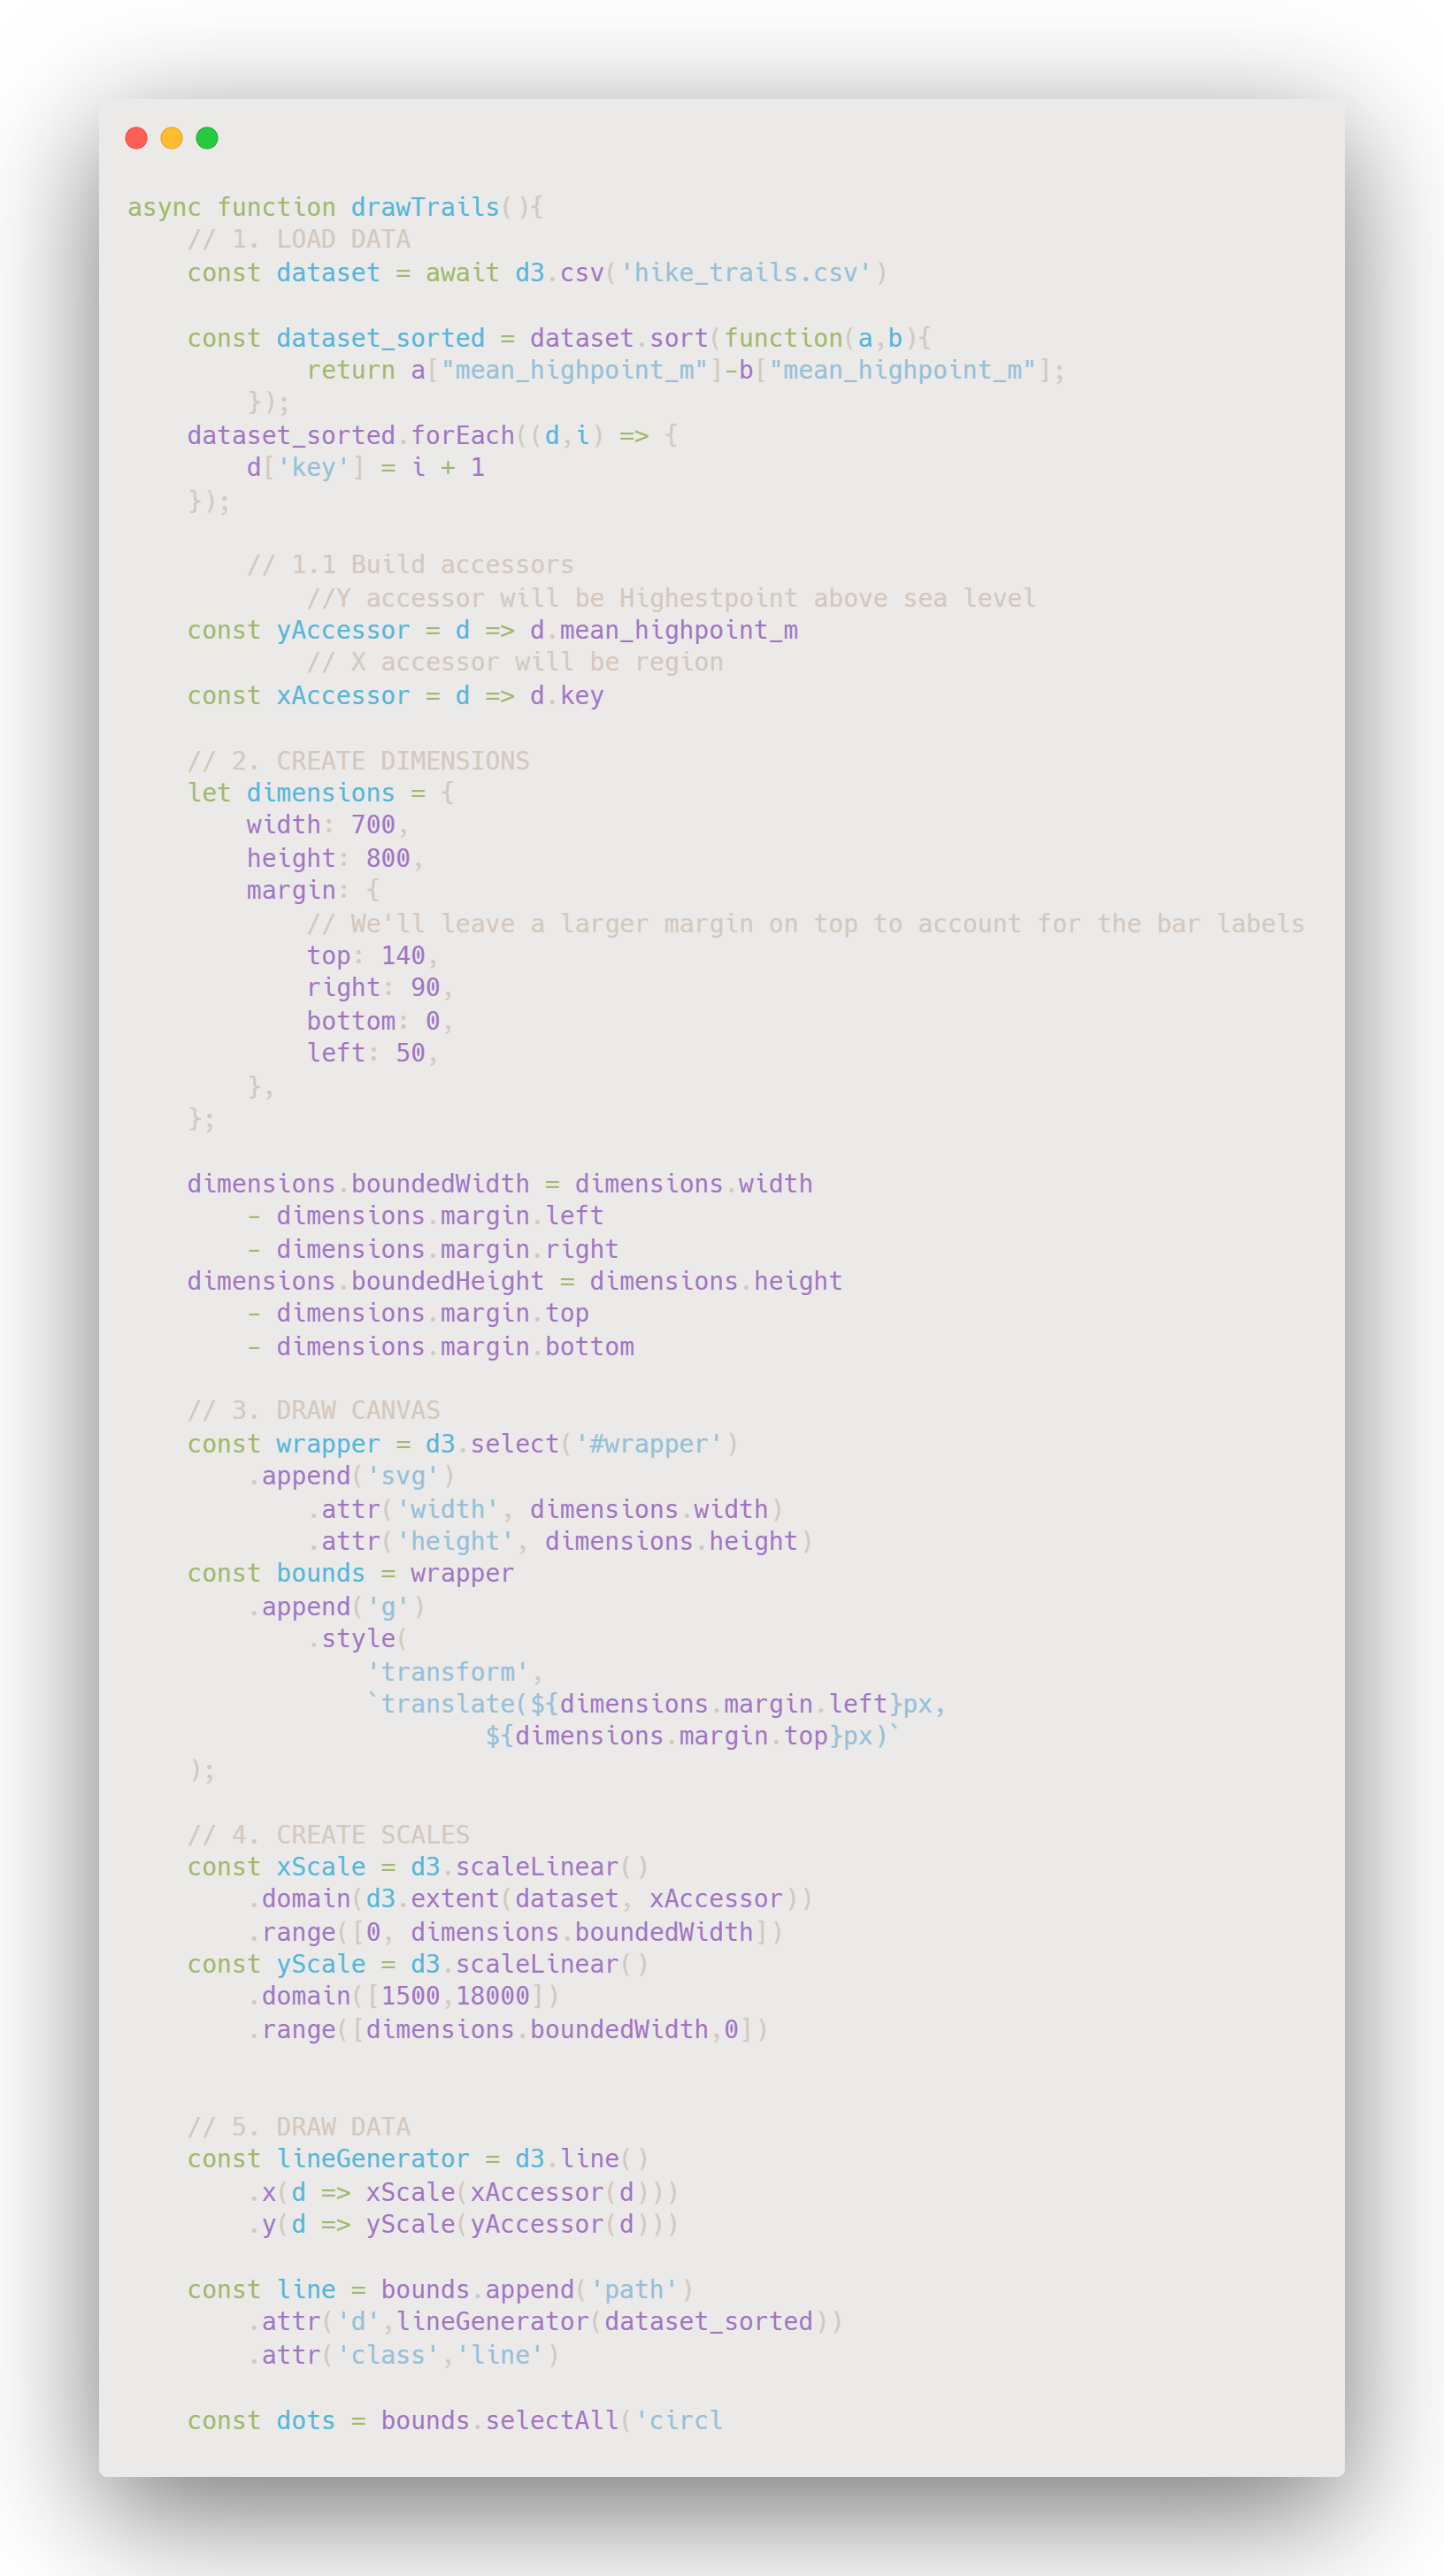 async function drawTrails(){
    // 1. LOAD DATA
    const dataset = await d3.csv('hike_trails.csv')

    const dataset_sorted = dataset.sort(function(a,b){
            return a["mean_highpoint_m"]-b["mean_highpoint_m"];
        });
    dataset_sorted.forEach((d,i) => {
        d['key'] = i + 1
    });

        // 1.1 Build accessors
            //Y accessor will be Highestpoint above sea level
    const yAccessor = d => d.mean_highpoint_m
            // X accessor will be region
    const xAccessor = d => d.key

    // 2. CREATE DIMENSIONS
    let dimensions = {
        width: 700,
        height: 800,
        margin: {
            // We'll leave a larger margin on top to account for the bar labels
            top: 140,
            right: 90,
            bottom: 0,
            left: 50,
        },
    };

    dimensions.boundedWidth = dimensions.width
        - dimensions.margin.left
        - dimensions.margin.right
    dimensions.boundedHeight = dimensions.height
        - dimensions.margin.top
        - dimensions.margin.bottom

    // 3. DRAW CANVAS
    const wrapper = d3.select('#wrapper')
        .append('svg')
            .attr('width', dimensions.width)
            .attr('height', dimensions.height)
    const bounds = wrapper
        .append('g')
            .style(
                'transform',
                `translate(${dimensions.margin.left}px,
                        ${dimensions.margin.top}px)`
    );

    // 4. CREATE SCALES
    const xScale = d3.scaleLinear()
        .domain(d3.extent(dataset, xAccessor))
        .range([0, dimensions.boundedWidth])
    const yScale = d3.scaleLinear()
        .domain([1500,18000])
        .range([dimensions.boundedWidth,0])


    // 5. DRAW DATA
    const lineGenerator = d3.line()
        .x(d => xScale(xAccessor(d)))
        .y(d => yScale(yAccessor(d)))

    const line = bounds.append('path')
        .attr('d',lineGenerator(dataset_sorted))
        .attr('class','line')

    const dots = bounds.selectAll('circl